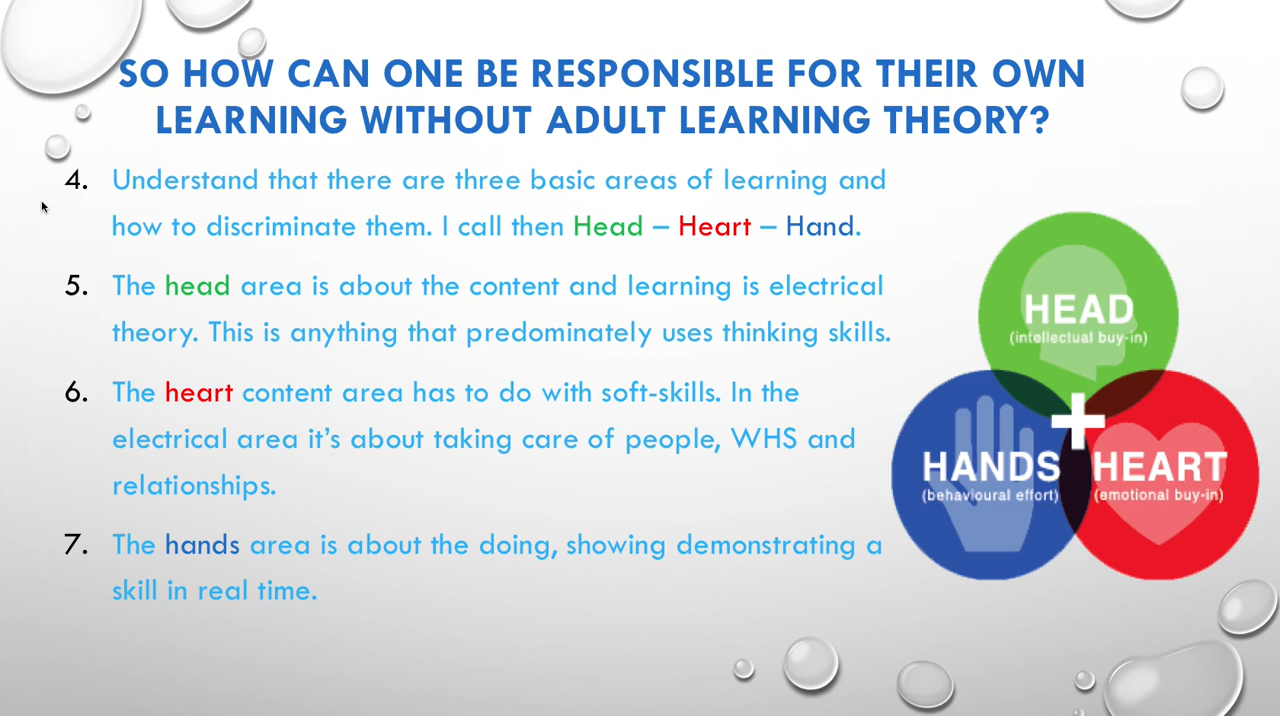 SO HOW CAN ONE BE RESPONSIBLE FOR THEIR OWN
LEARNING WITHOUT ADULT LEARNING THEORY?
4. Understand that there are three basic areas of learning and
how to discriminate them. I call then Head – Heart – Hand.
5. The head area is about the content and learning is electrical
theory. This is anything that predominately uses thinking skills.
6. The heart content area has to do with soft-skills. In the
electrical area it’s about taking care of people, WHS and
relationships.
7. The hands area is about the doing, showing demonstrating a
skill in real time.
HEAD
(intellectual buy-in)
+
HANDS
(behavioural effort)
HEART
(emotional buy-in)